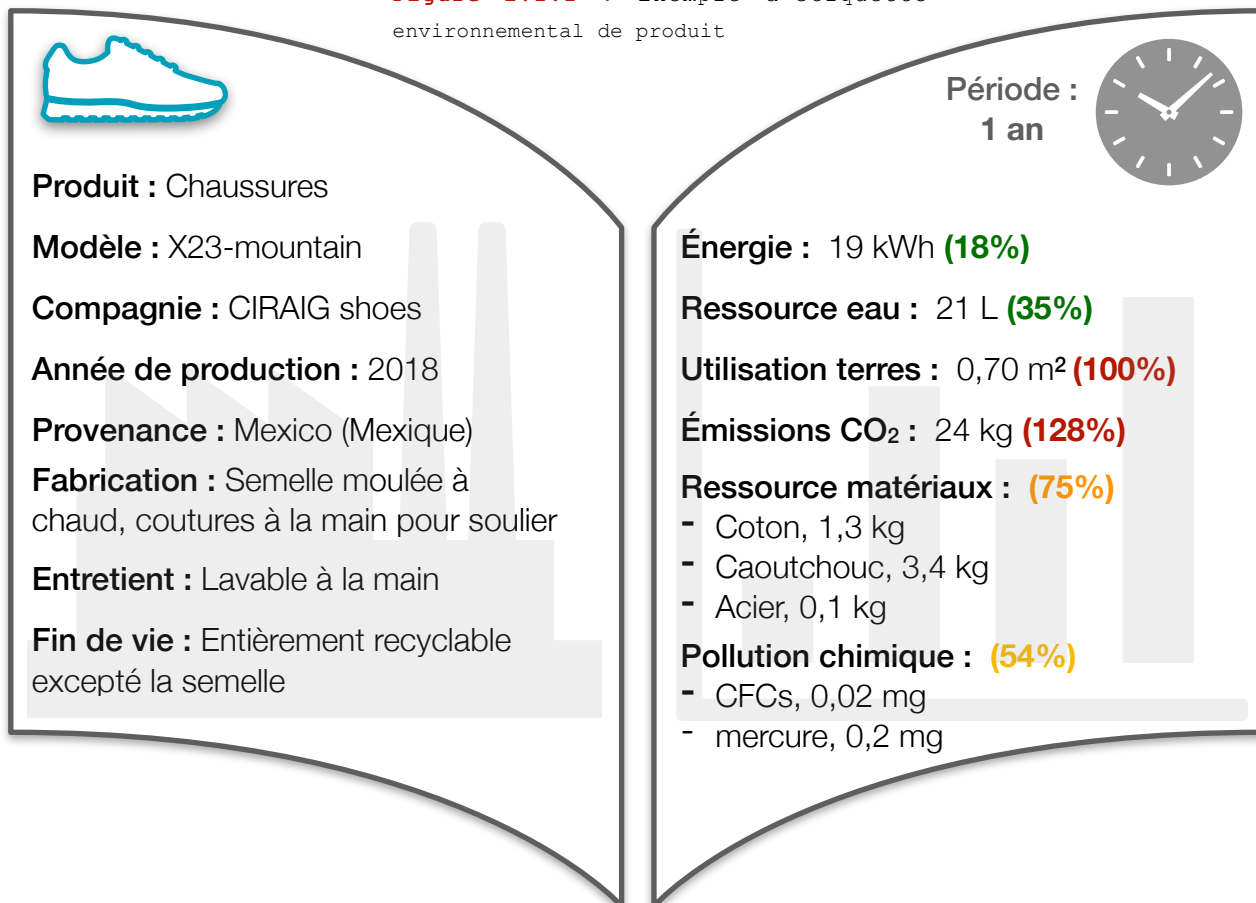 environnemental de produit
Produit : Chaussures
Modèle : X23-mountain
Compagnie : CIRAIG shoes
Année de production : 2018
Provenance : Mexico (Mexique)
Fabrication : Semelle moulée à
chaud, coutures à la main pour soulier
Entretient : Lavable à la main
Fin de vie : Entièrement recyclable
excepté la semelle
Période :
1 an
Énergie : 19 kWh (18%)
Ressource eau : 21 L (35%)
Utilisation terres : 0,70 m² (100%)
Émissions CO₂ : 24 kg (128%)
Ressource matériaux : (75%)
- Coton, 1,3 kg
- Caoutchouc, 3,4 kg
- Acier, 0,1 kg
Pollution chimique : (54%)
- CFCs, 0,02 mg
- mercure, 0,2 mg